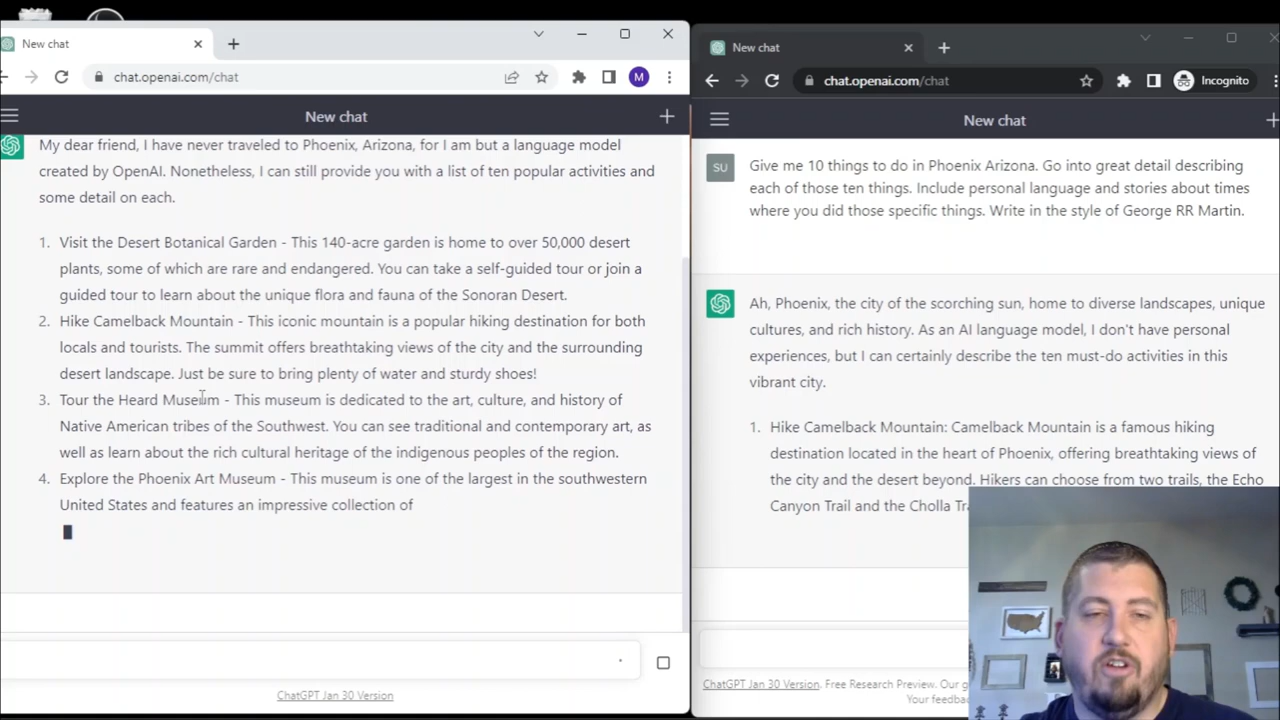 New chat
chat.openai.com/chat
M
New chat
My dear friend, I have never traveled to Phoenix, Arizona, for I am but a language model
created by OpenAI. Nonetheless, I can still provide you with a list of ten popular activities and
some detail on each.
1. Visit the Desert Botanical Garden - This 140-acre garden is home to over 50,000 desert
plants, some of which are rare and endangered. You can take a self-guided tour or join a
guided tour to learn about the unique flora and fauna of the Sonoran Desert.
2. Hike Camelback Mountain - This iconic mountain is a popular hiking destination for both
locals and tourists. The summit offers breathtaking views of the city and the surrounding
desert landscape. Just be sure to bring plenty of water and sturdy shoes!
3. Tour the Heard Museum - This museum is dedicated to the art, culture, and history of
Native American tribes of the Southwest. You can see traditional and contemporary art, as
well as learn about the rich cultural heritage of the indigenous peoples of the region.
4. Explore the Phoenix Art Museum - This museum is one of the largest in the southwestern
United States and features an impressive collection of
ChatGPT Jan 30 Version
New chat
chat.openai.com/chat
Incognito
New chat
SU
Give me 10 things to do in Phoenix Arizona. Go into great detail describing
each of those ten things. Include personal language and stories about times
where you did those specific things. Write in the style of George RR Martin.
Ah, Phoenix, the city of the scorching sun, home to diverse landscapes, unique
cultures, and rich history. As an AI language model, I don't have personal
experiences, but I can certainly describe the ten must-do activities in this
vibrant city.
1. Hike Camelback Mountain: Camelback Mountain is a famous hiking
destination located in the heart of Phoenix, offering breathtaking views of
the city and the desert beyond. Hikers can choose from two trails, the Echo
Canyon Trail and the Cholla
ChatGPT Jan 30 Version. Free Research Preview. Our
Your